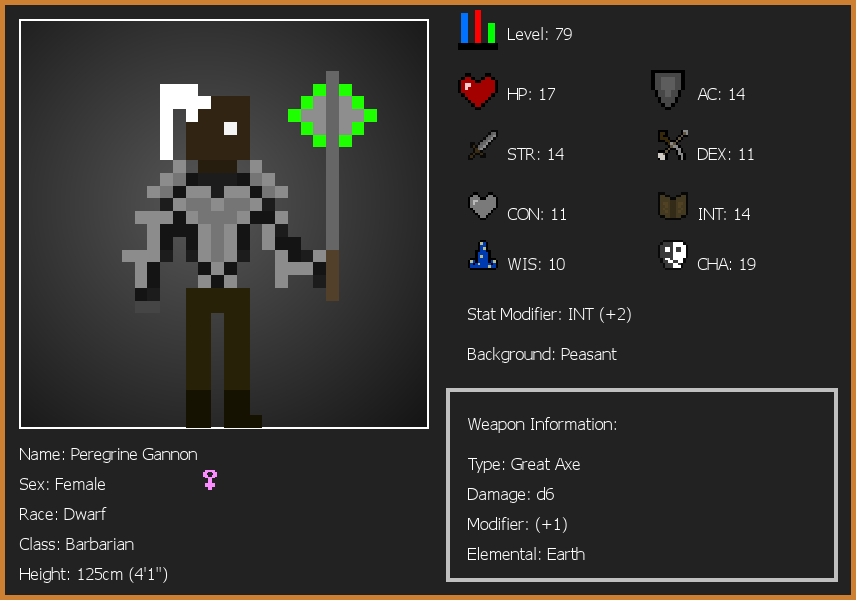 Level: 79
HP: 17
AC: 14
STR: 14
DEX: 11
CON: 11
INT: 14
WIS: 10
CHA: 19
Stat Modifier: INT (+2)
Background: Peasant
Weapon Information:
Type: Great Axe
Damage: d6
Modifier: (+1)
Elemental: Earth
Name: Peregrine Gannon
Sex: Female
Race: Dwarf
Class: Barbarian
Height: 125cm (4'1")